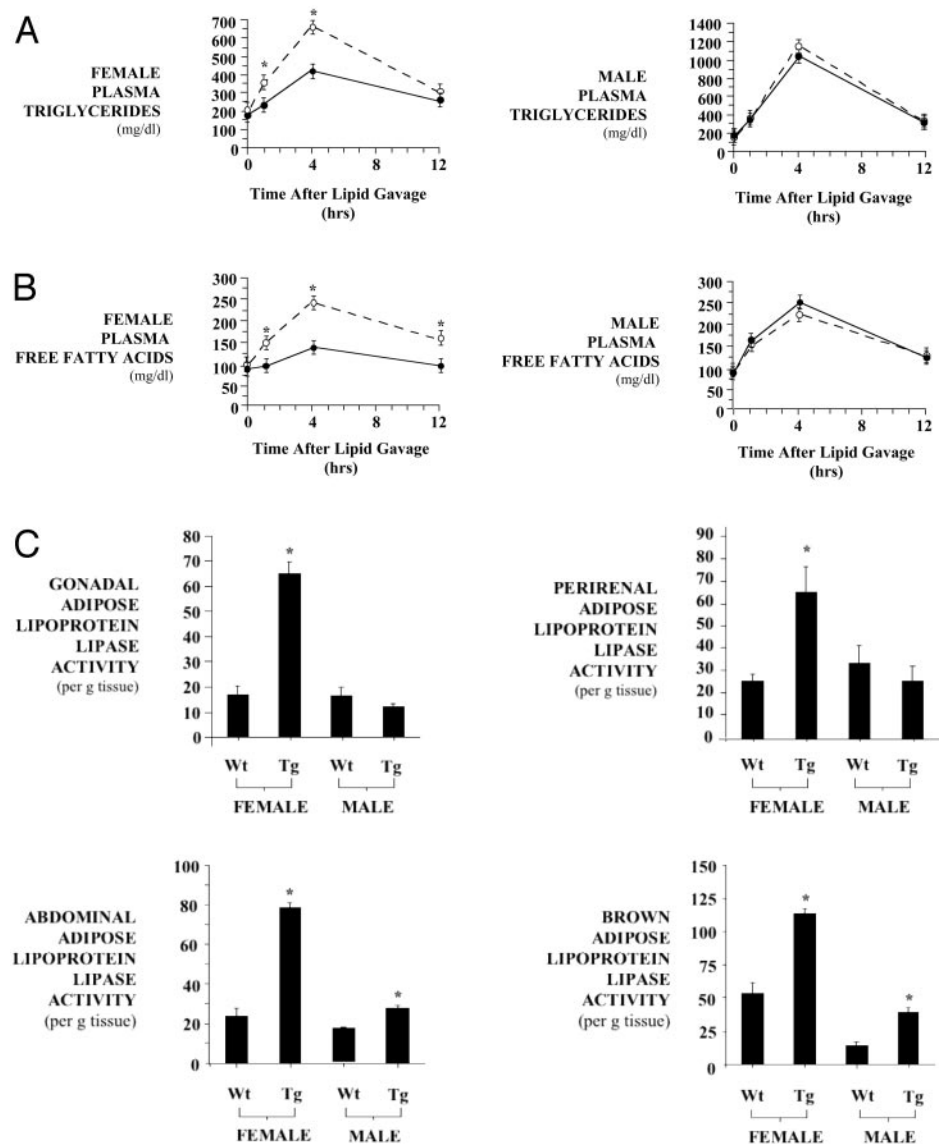 A
FEMALE
PLASMA
TRIGLYCERIDES
(mg/dl)
700
600
500
400
300
200
100
0
*
*
0
4
8
12
Time After Lipid Gavage
(hrs)
MALE
PLASMA
TRIGLYCERIDES
(mg/dl)
1400
1200
1000
800
600
400
200
0
0
4
8
12
Time After Lipid Gavage
(hrs)
B
FEMALE
PLASMA
FREE FATTY ACIDS
(mg/dl)
300
250
200
150
100
50
0
*
*
*
0
4
8
12
Time After Lipid Gavage
(hrs)
MALE
PLASMA
FREE FATTY ACIDS
(mg/dl)
300
250
200
150
100
50
0
0
4
8
12
Time After Lipid Gavage
(hrs)
C
GONADAL
ADIPOSE
LIPOPROTEIN
LIPASE
ACTIVITY
(per g tissue)
80
70
60
50
40
30
20
10
0
*
Wt Tg Wt Tg
FEMALE MALE
PERIRENAL
ADIPOSE
LIPOPROTEIN
LIPASE
ACTIVITY
(per g tissue)
90
80
70
60
50
40
30
20
10
0
*
Wt Tg Wt Tg
FEMALE MALE
ABDOMINAL
ADIPOSE
LIPOPROTEIN
LIPASE
ACTIVITY
(per g tissue)
100
80
60
40
20
0
*
*
Wt Tg Wt Tg
FEMALE MALE
BROWN
ADIPOSE
LIPOPROTEIN
LIPASE
ACTIVITY
(per g tissue)
150
125
100
75
50
25
0
*
*
Wt Tg Wt Tg
FEMALE MALE